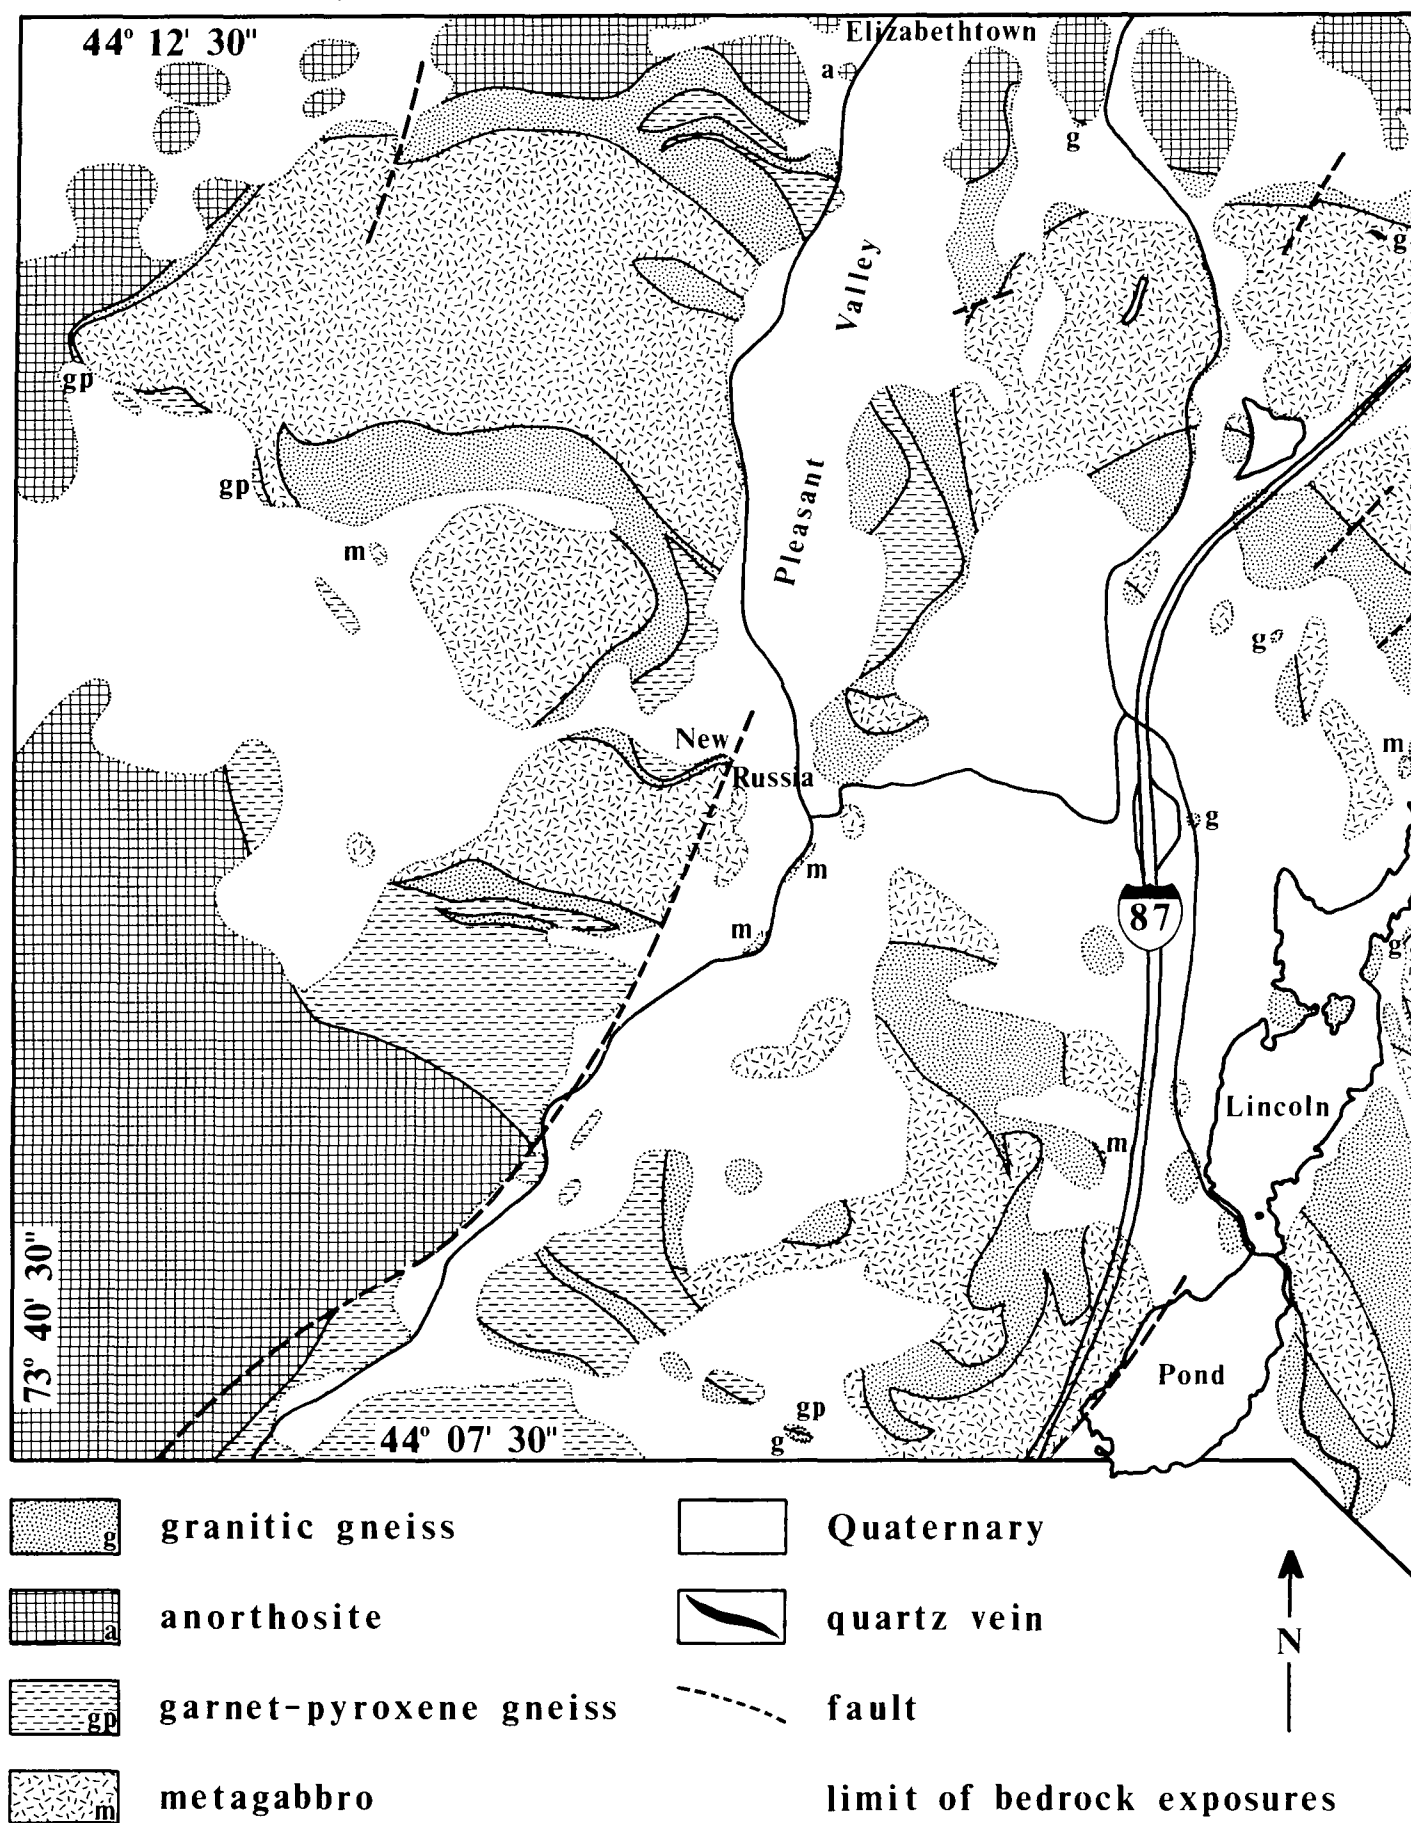 44° 12' 30"
Elizabethtown
a
g
g
Valley
gp
Pleasant
gp
m
g
New
Russia
m
g
m
87
m
g
Lincoln
m
73° 40' 30"
Pond
gp
g
44° 07' 30"
g granitic gneiss
Quaternary
a anorthosite
quartz vein
N
gp garnet-pyroxene gneiss
fault
m metagabbro
limit of bedrock exposures